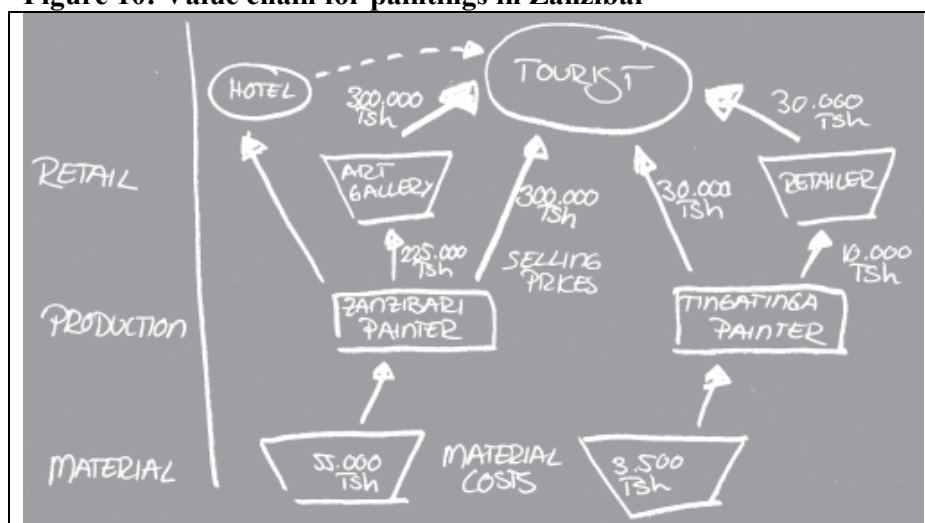 Figure 10: Value chain for paintings in Zanzibar
HOTEL
TOURIST
300.000
TSh
30.000
TSh
RETAIL
ART
GALLERY
300.000
TSh
30.000
TSh
RETAILER
225.000
TSh
SELLING
PRICES
10.000
TSh
PRODUCTION
ZANZIBARI
PAINTER
TINGATINGA
PAINTER
MATERIAL
55.000
TSh
MATERIAL
COSTS
3.500
TSh